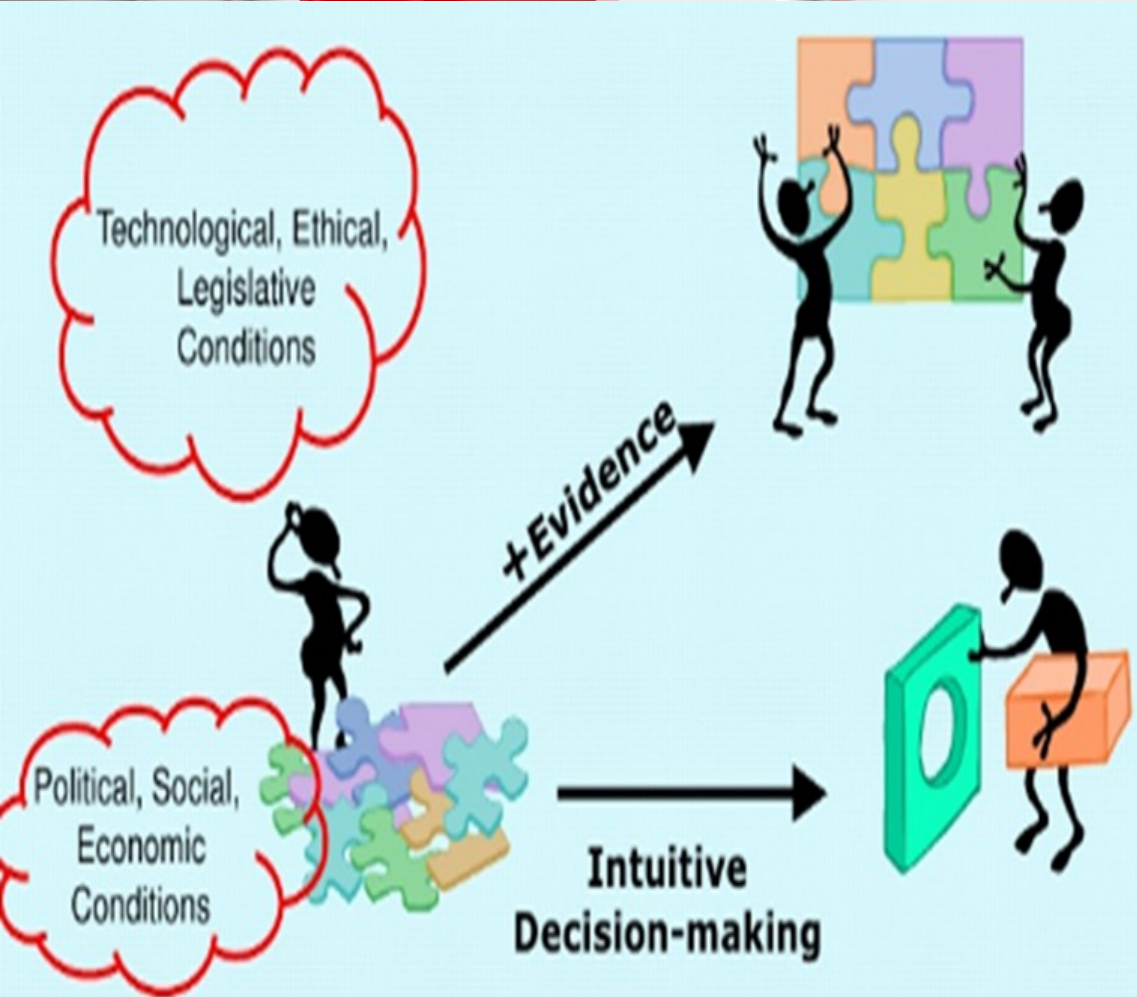 Technological, Ethical,
Legislative
Conditions
+Evidence
Political, Social,
Economic
Conditions
Intuitive
Decision-making